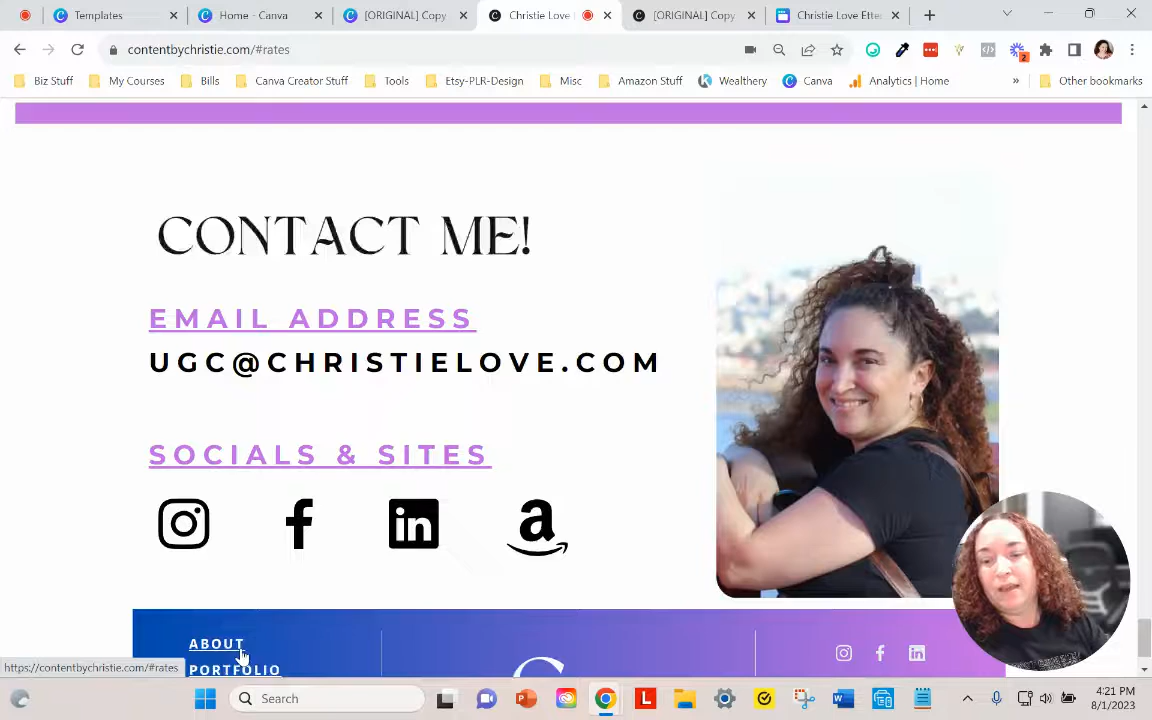 Templates
Home - Canva
[ORIGINAL] Copy
Christie Love
[ORIGINAL] Copy
Christie Love Ette
contentbychristie.com/#rates
2
Biz Stuff
My Courses
Bills
Canva Creator Stuff
Tools
Etsy-PLR-Design
Misc
Amazon Stuff
Wealthery
Canva
Analytics | Home
»
Other bookmarks
CONTACT ME!
EMAIL ADDRESS
UGC@CHRISTIELOVE.COM
SOCIALS & SITES
ABOUT
PORTFOLIO
https://contentbychristie.com/#rates
Search
4:21 PM
8/1/2023